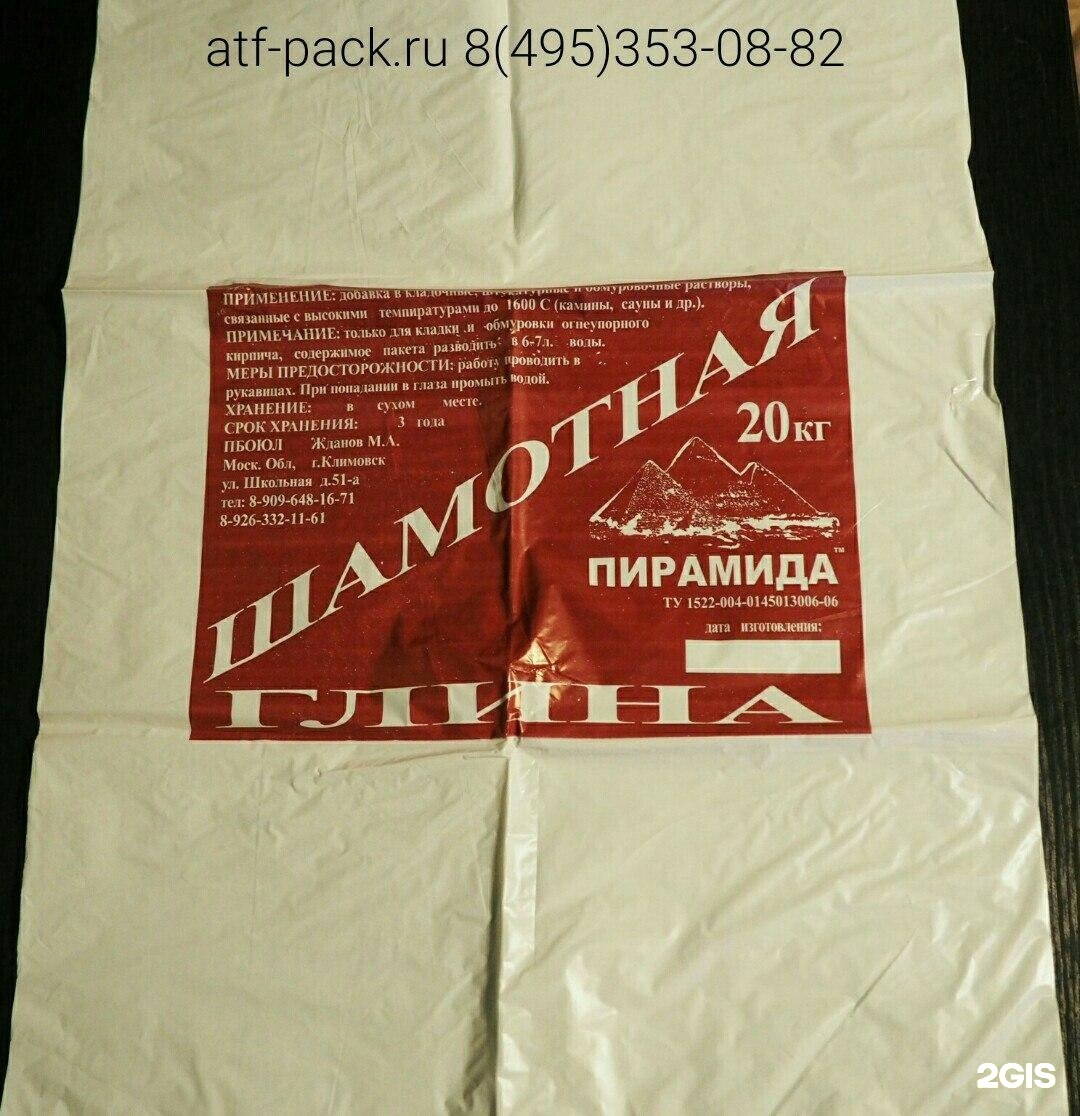 atf-pack.ru 8(495)353-08-82
ПРИМЕНЕНИЕ: добавка в кладочные, штукатурные и обмуровочные растворы,
связанные с высокими темпиратурами до 1600 С (камины, сауны и др.).
ПРИМЕЧАНИЕ: только для кладки и обмуровки огнеупорного
кирпича, содержимое пакета разводить в 6-7л. воды.
МЕРЫ ПРЕДОСТОРОЖНОСТИ: работу проводить в
рукавицах. При попадании в глаза промыть водой.
ХРАНЕНИЕ: в сухом месте.
СРОК ХРАНЕНИЯ: 3 года
ПБОЮЛ Жданов М.А.
Моск. Обл, г.Климовск
ул. Школьная д.51-а
тел: 8-909-648-16-71
8-926-332-11-61
ШАМОТНАЯ
ГЛИНА
20кг
ПИРАМИДА™
ТУ 1522-004-0145013006-06
дата изготовления:
2GIS